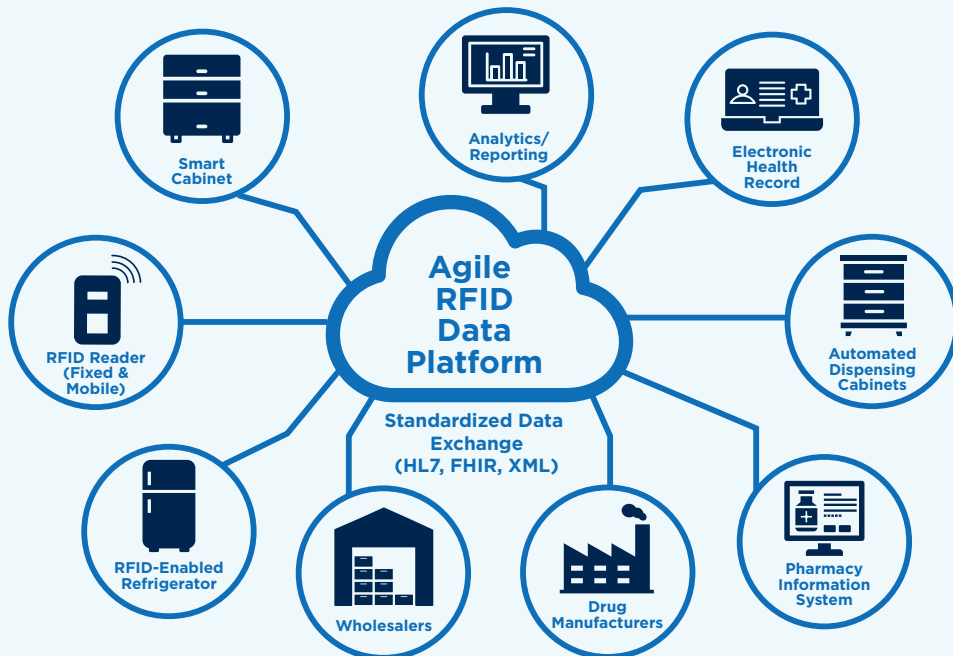 Smart
Cabinet
Analytics/
Reporting
Electronic
Health
Record
RFID Reader
(Fixed &
Mobile)
Agile
RFID
Data
Platform
Automated
Dispensing
Cabinets
Standardized Data
Exchange
(HL7, FHIR, XML)
RFID-Enabled
Refrigerator
Wholesalers
Drug
Manufacturers
Pharmacy
Information
System